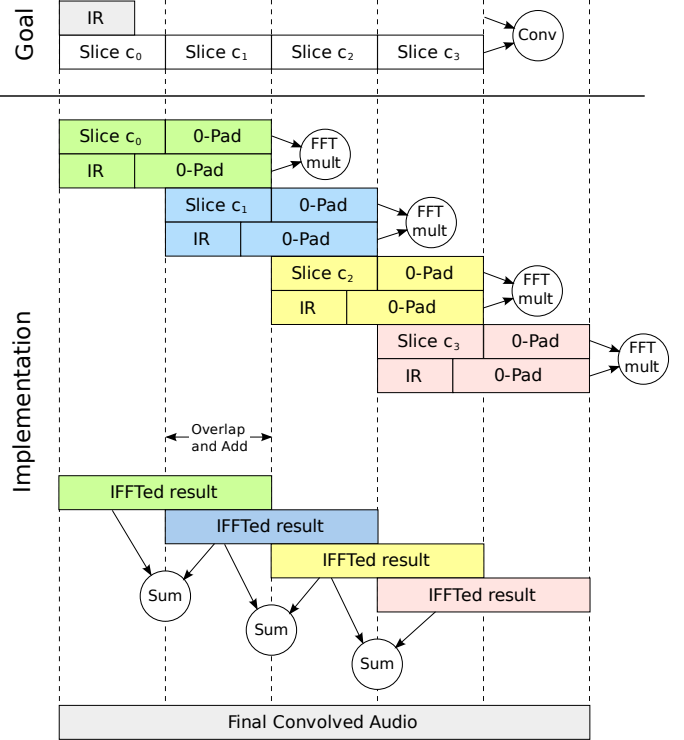 Goal
IR
Slice c₀ Slice c₁ Slice c₂ Slice c₃
Conv
Implementation
Slice c₀ 0-Pad
IR 0-Pad
FFT
mult
Slice c₁ 0-Pad
IR 0-Pad
FFT
mult
Slice c₂ 0-Pad
IR 0-Pad
FFT
mult
Slice c₃ 0-Pad
IR 0-Pad
FFT
mult
Overlap
and Add
IFFTed result
IFFTed result
IFFTed result
IFFTed result
Sum
Sum
Sum
Final Convolved Audio